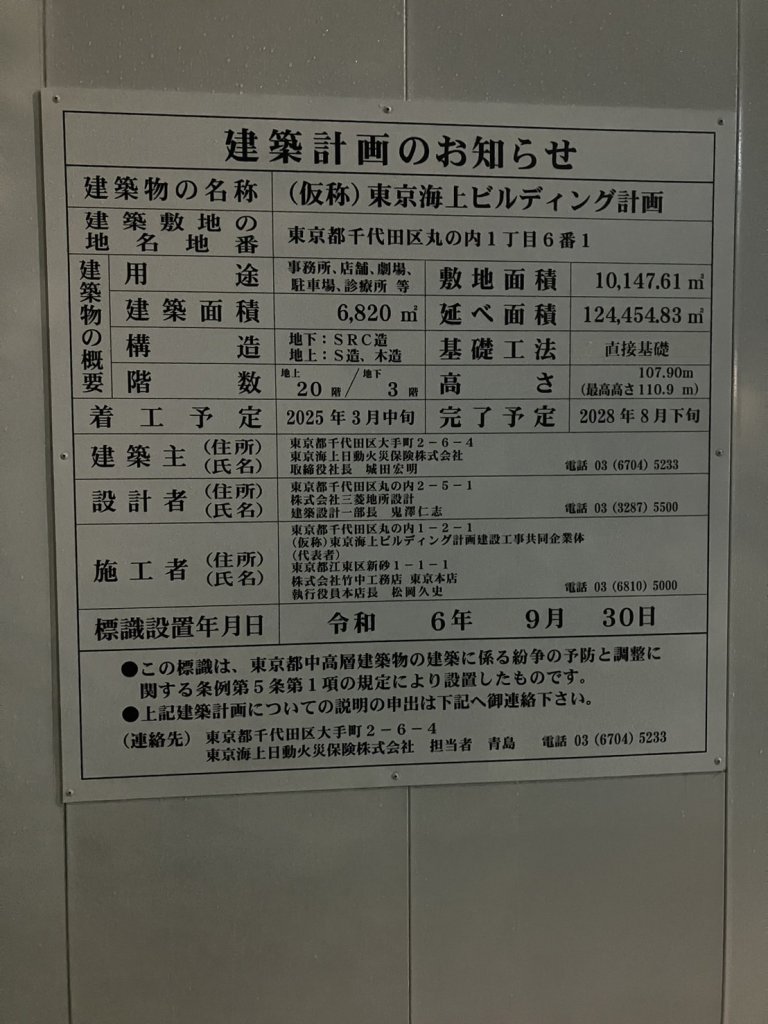 建築計画のお知らせ
建築物の名称 (仮称)東京海上ビルディング計画
建築敷地の
地名地番 東京都千代田区丸の内1丁目6番1
建築物の概要
用途 事務所、店舗、劇場、
駐車場、診療所 等
敷地面積 10,147.61 ㎡
建築面積 6,820 ㎡ 延べ面積 124,454.83 ㎡
構造 地下：SRC造
地上：S造、木造
基礎工法 直接基礎
階数 地上 20 階 / 地下 3 階
高さ 107.90m
(最高高さ110.9 m)
着工予定 2025年3月中旬 完了予定 2028年8月下旬
建築主 (住所)
(氏名)
東京都千代田区大手町2-6-4
東京海上日動火災保険株式会社
取締役社長 城田宏明 電話 03(6704)5233
設計者 (住所)
(氏名)
東京都千代田区丸の内2-5-1
株式会社三菱地所設計
建築設計一部長 鬼澤仁志 電話 03(3287)5500
施工者 (住所)
(氏名)
東京都千代田区丸の内1-2-1
(仮称)東京海上ビルディング計画建設工事共同企業体
(代表者)
東京都江東区新砂1-1-1
株式会社竹中工務店 東京本店
執行役員本店長 松岡久史 電話 03(6810)5000
標識設置年月日 令和 6年 9月 30日
●この標識は、東京都中高層建築物の建築に係る紛争の予防と調整に
関する条例第5条第1項の規定により設置したものです。
●上記建築計画についての説明の申出は下記へ御連絡下さい。
(連絡先) 東京都千代田区大手町2-6-4
東京海上日動火災保険株式会社 担当者 青島 電話 03(6704)5233